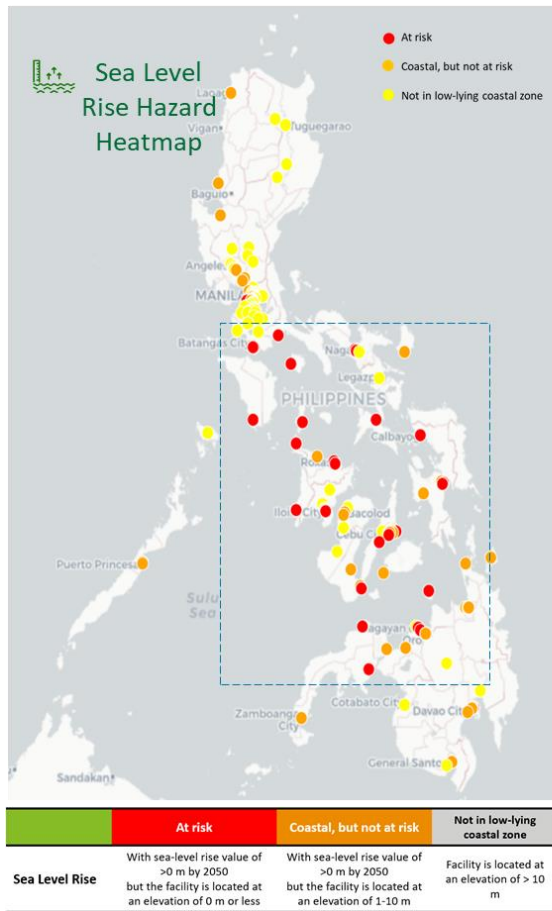 Sea Level
Rise Hazard
Heatmap
At risk
Coastal, but not at risk
Not in low-lying coastal zone
Laoag
Vigan
Tuguegarao
Baguio
Angeles
MANILA
Batangas City
Naga
Legazpi
PHILIPPINES
Calbayog
Roxas
Iloilo City
Bacolod
Cebu City
Puerto Princesa
Sulu
Sea
Cagayan de
Oro
Zamboanga
City
Cotabato City
Davao City
General Santos
Sandakan
At risk
Coastal, but not at risk
Not in low-lying
coastal zone
Sea Level Rise
With sea-level rise value of
>0 m by 2050
but the facility is located at
an elevation of 0 m or less
With sea-level rise value of
>0 m by 2050
but the facility is located at
an elevation of 1-10 m
Facility is located at
an elevation of > 10
m